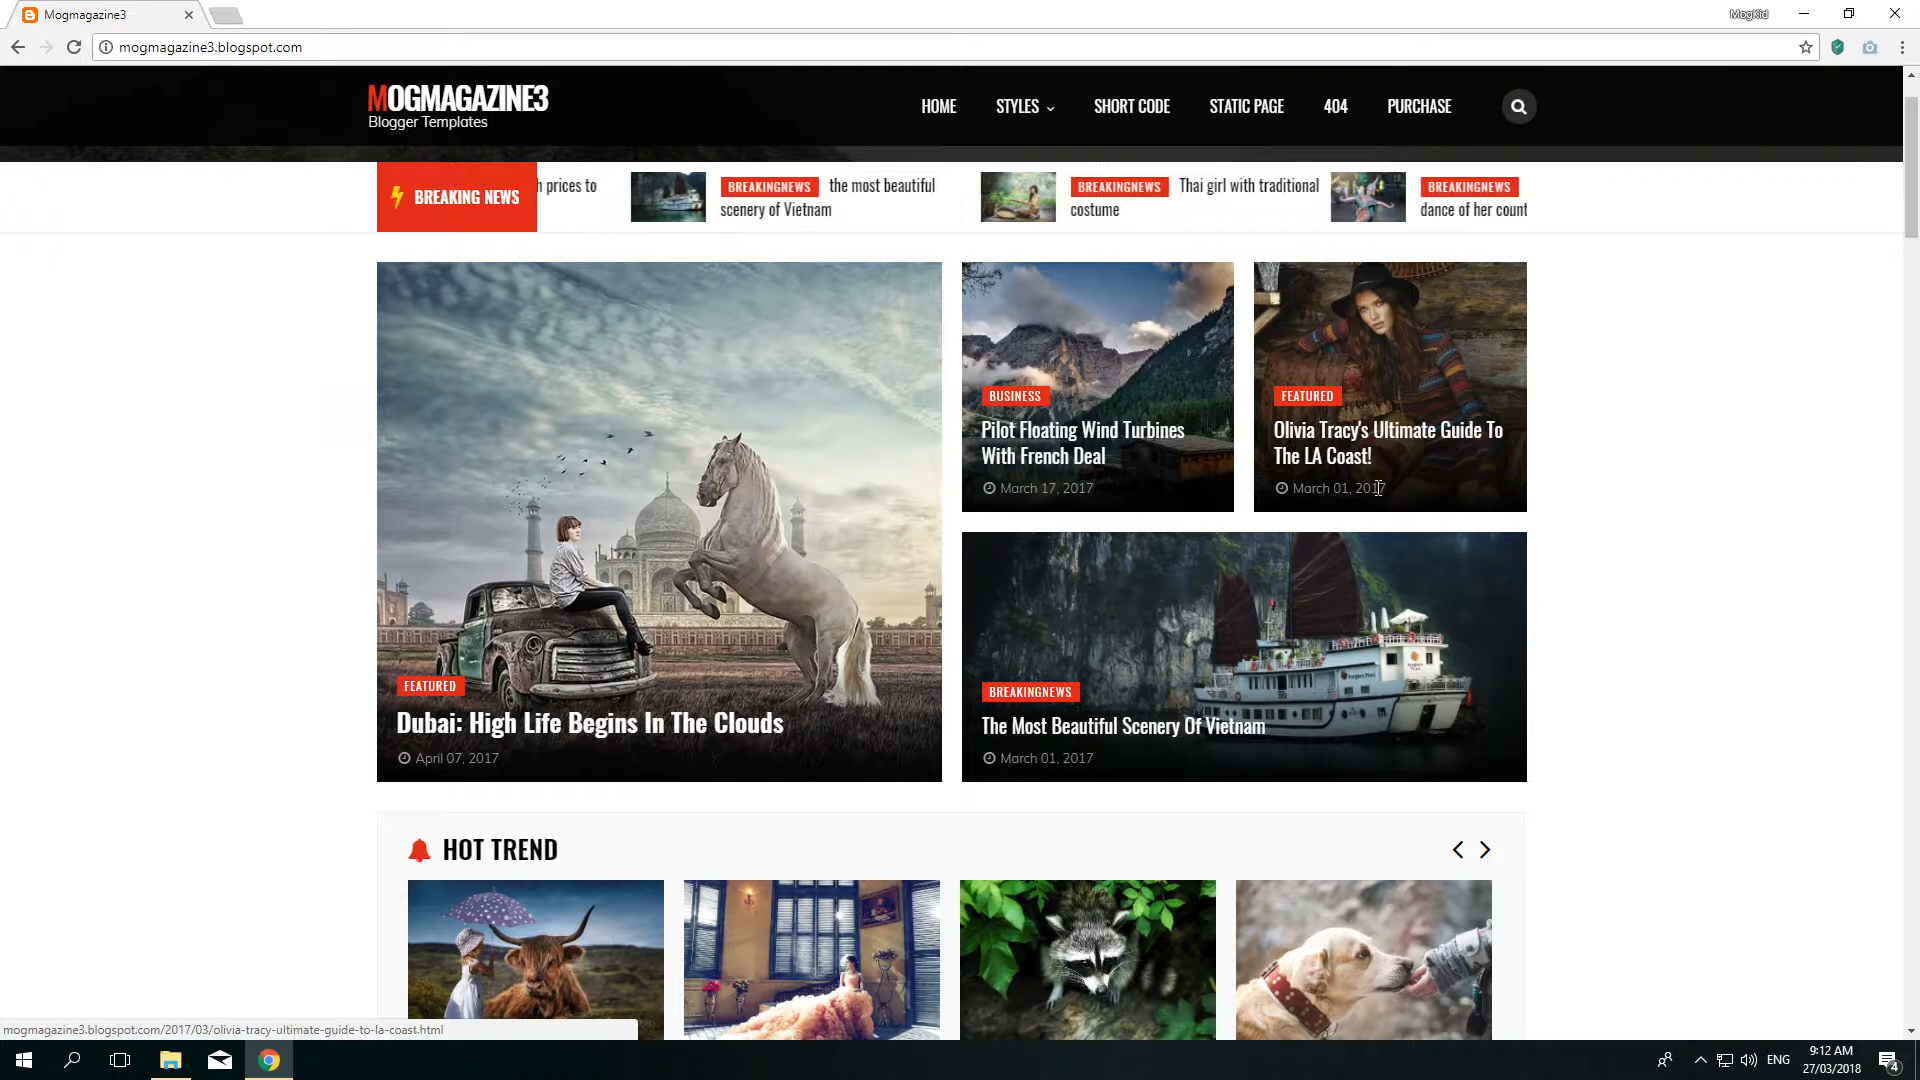 Mogmagazine3
MogKid
mogmagazine3.blogspot.com
MOGMAGAZINE3
Blogger Templates
HOME
STYLES
SHORT CODE
STATIC PAGE
404
PURCHASE
BREAKING NEWS
h prices to
BREAKINGNEWS the most beautiful
scenery of Vietnam
BREAKINGNEWS Thai girl with traditional
costume
BREAKINGNEWS
dance of her count
FEATURED
Dubai: High Life Begins In The Clouds
April 07, 2017
BUSINESS
Pilot Floating Wind Turbines
With French Deal
March 17, 2017
FEATURED
Olivia Tracy's Ultimate Guide To
The LA Coast!
March 01, 2017
BREAKINGNEWS
The Most Beautiful Scenery Of Vietnam
March 01, 2017
HOT TREND
mogmagazine3.blogspot.com/2017/03/olivia-tracy-ultimate-guide-to-la-coast.html
ENG
9:12 AM
27/03/2018
4